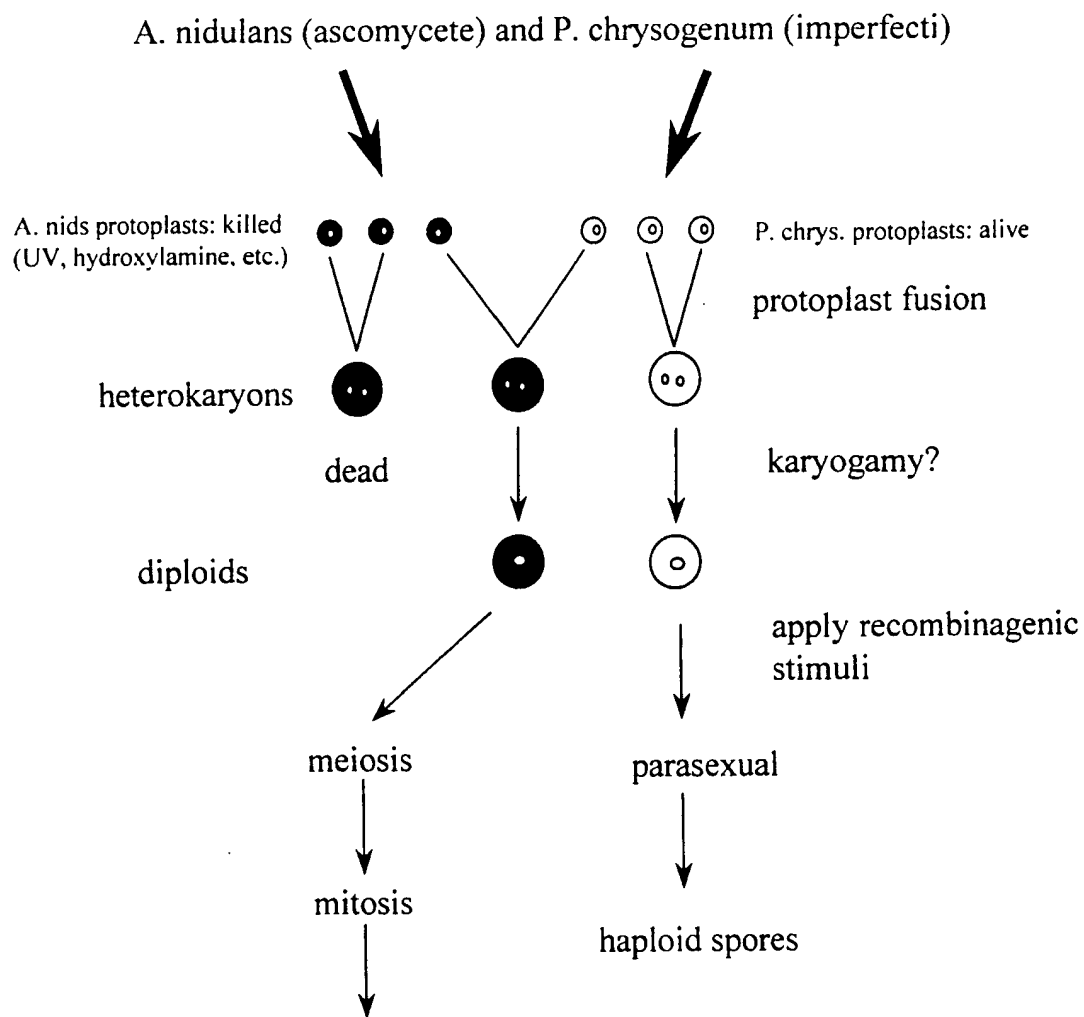 A. nidulans (ascomycete) and P. chrysogenum (imperfecti)
A. nids protoplasts: killed
(UV, hydroxylamine, etc.)
P. chrys. protoplasts: alive
protoplast fusion
heterokaryons
dead
karyogamy?
diploids
apply recombinagenic
stimuli
meiosis
parasexual
mitosis
haploid spores